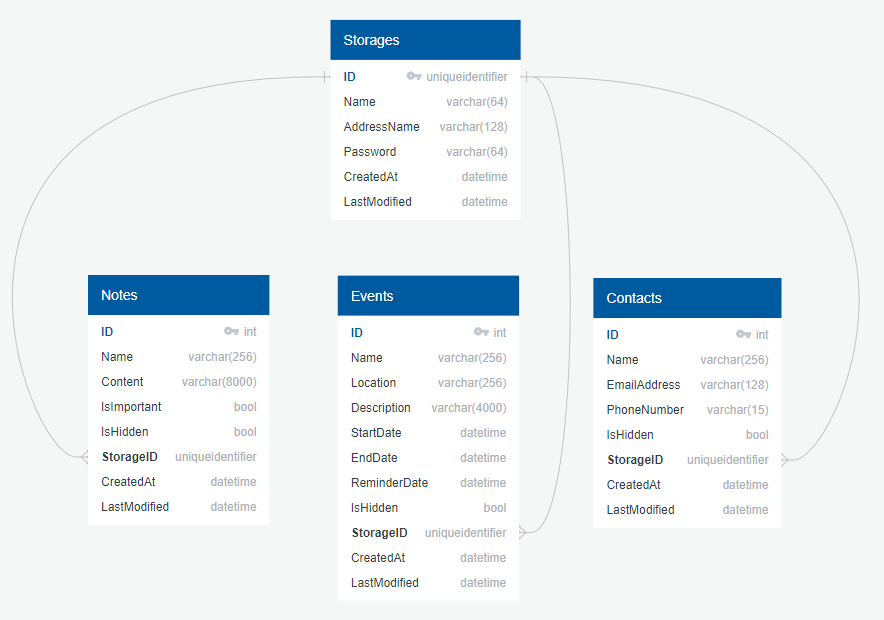 Storages
ID uniqueidentifier
Name varchar(64)
AddressName varchar(128)
Password varchar(64)
CreatedAt datetime
LastModified datetime
Notes
ID int
Name varchar(256)
Content varchar(8000)
IsImportant bool
IsHidden bool
StorageID uniqueidentifier
CreatedAt datetime
LastModified datetime
Events
ID int
Name varchar(256)
Location varchar(256)
Description varchar(4000)
StartDate datetime
EndDate datetime
ReminderDate datetime
IsHidden bool
StorageID uniqueidentifier
CreatedAt datetime
LastModified datetime
Contacts
ID int
Name varchar(256)
EmailAddress varchar(128)
PhoneNumber varchar(15)
IsHidden bool
StorageID uniqueidentifier
CreatedAt datetime
LastModified datetime